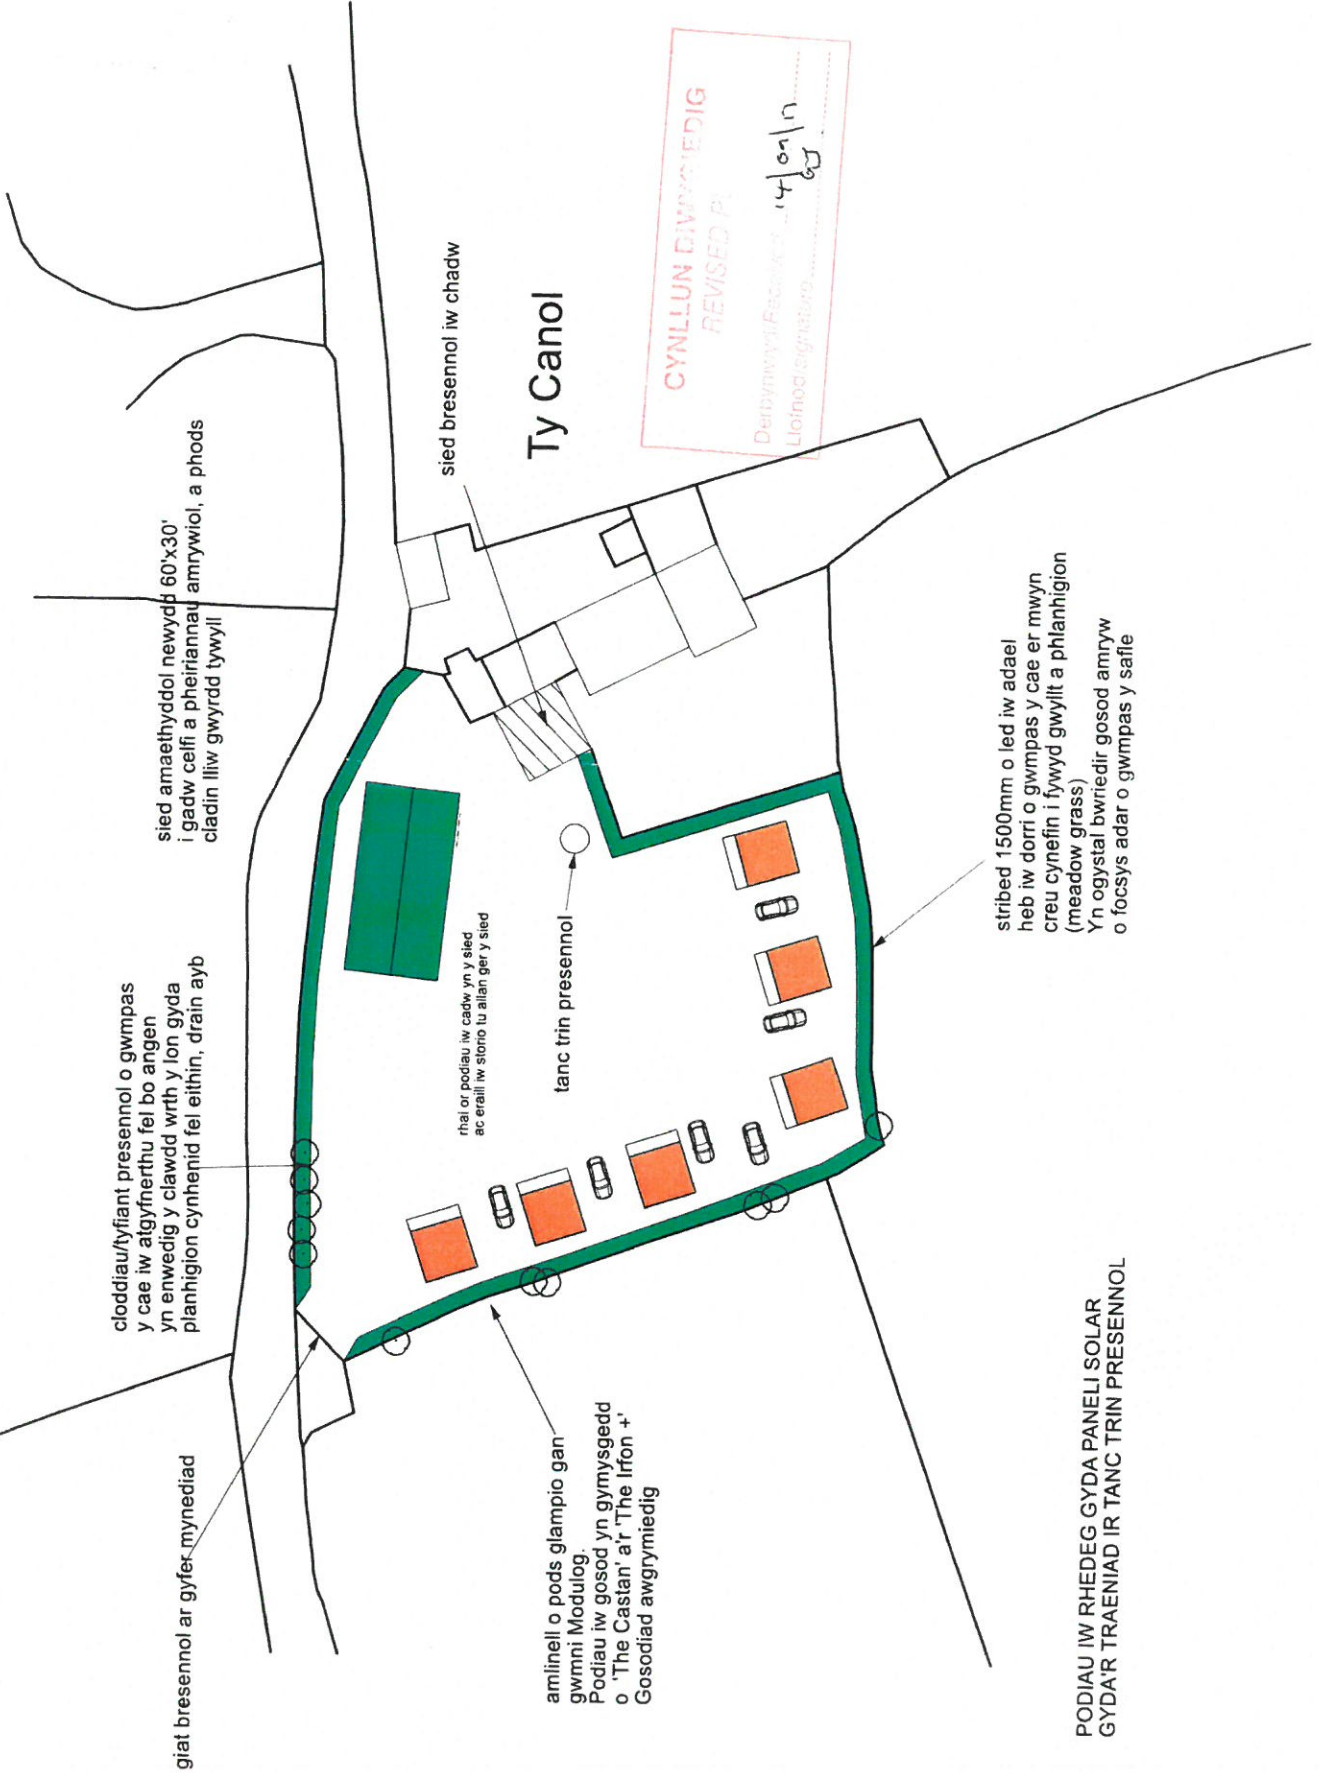 giat bresennol ar gyfer mynediad
cloddiau/tyfiant presennol o gwmpas
y cae iw atgyfnerthu fel bo angen
yn enwedig y clawdd wrth y lon gyda
planhigion cynhenid fel eithin, drain ayb
sied amaethyddol newydd 60'x30'
i gadw celfi a pheiriannau amrywiol, a phods
cladin lliw gwyrdd tywyll
sied bresennol iw chadw
Ty Canol
rhai or podiau iw cadw yn y sied
ac eraill iw storio tu allan ger y sied
tanc trin presennol
amlinell o pods glampio gan
gwmni Modulog.
Podiau iw gosod yn gymysgedd
o 'The Castan' a'r 'The Irfon +'
Gosodiad awgrymiedig
stribed 1500mm o led iw adael
heb iw dorri o gwmpas y cae er mwyn
creu cynefin i fywyd gwyllt a phlanhigion
(meadow grass)
Yn ogystal bwriedir gosod amryw
o focsys adar o gwmpas y safle
PODIAU IW RHEDEG GYDA PANELI SOLAR
GYDA'R TRAENIAD IR TANC TRIN PRESENNOL
CYNLLUN DIWYGIEDIG
REVISED
Derbyniwyd/Received
Llofnod/signature